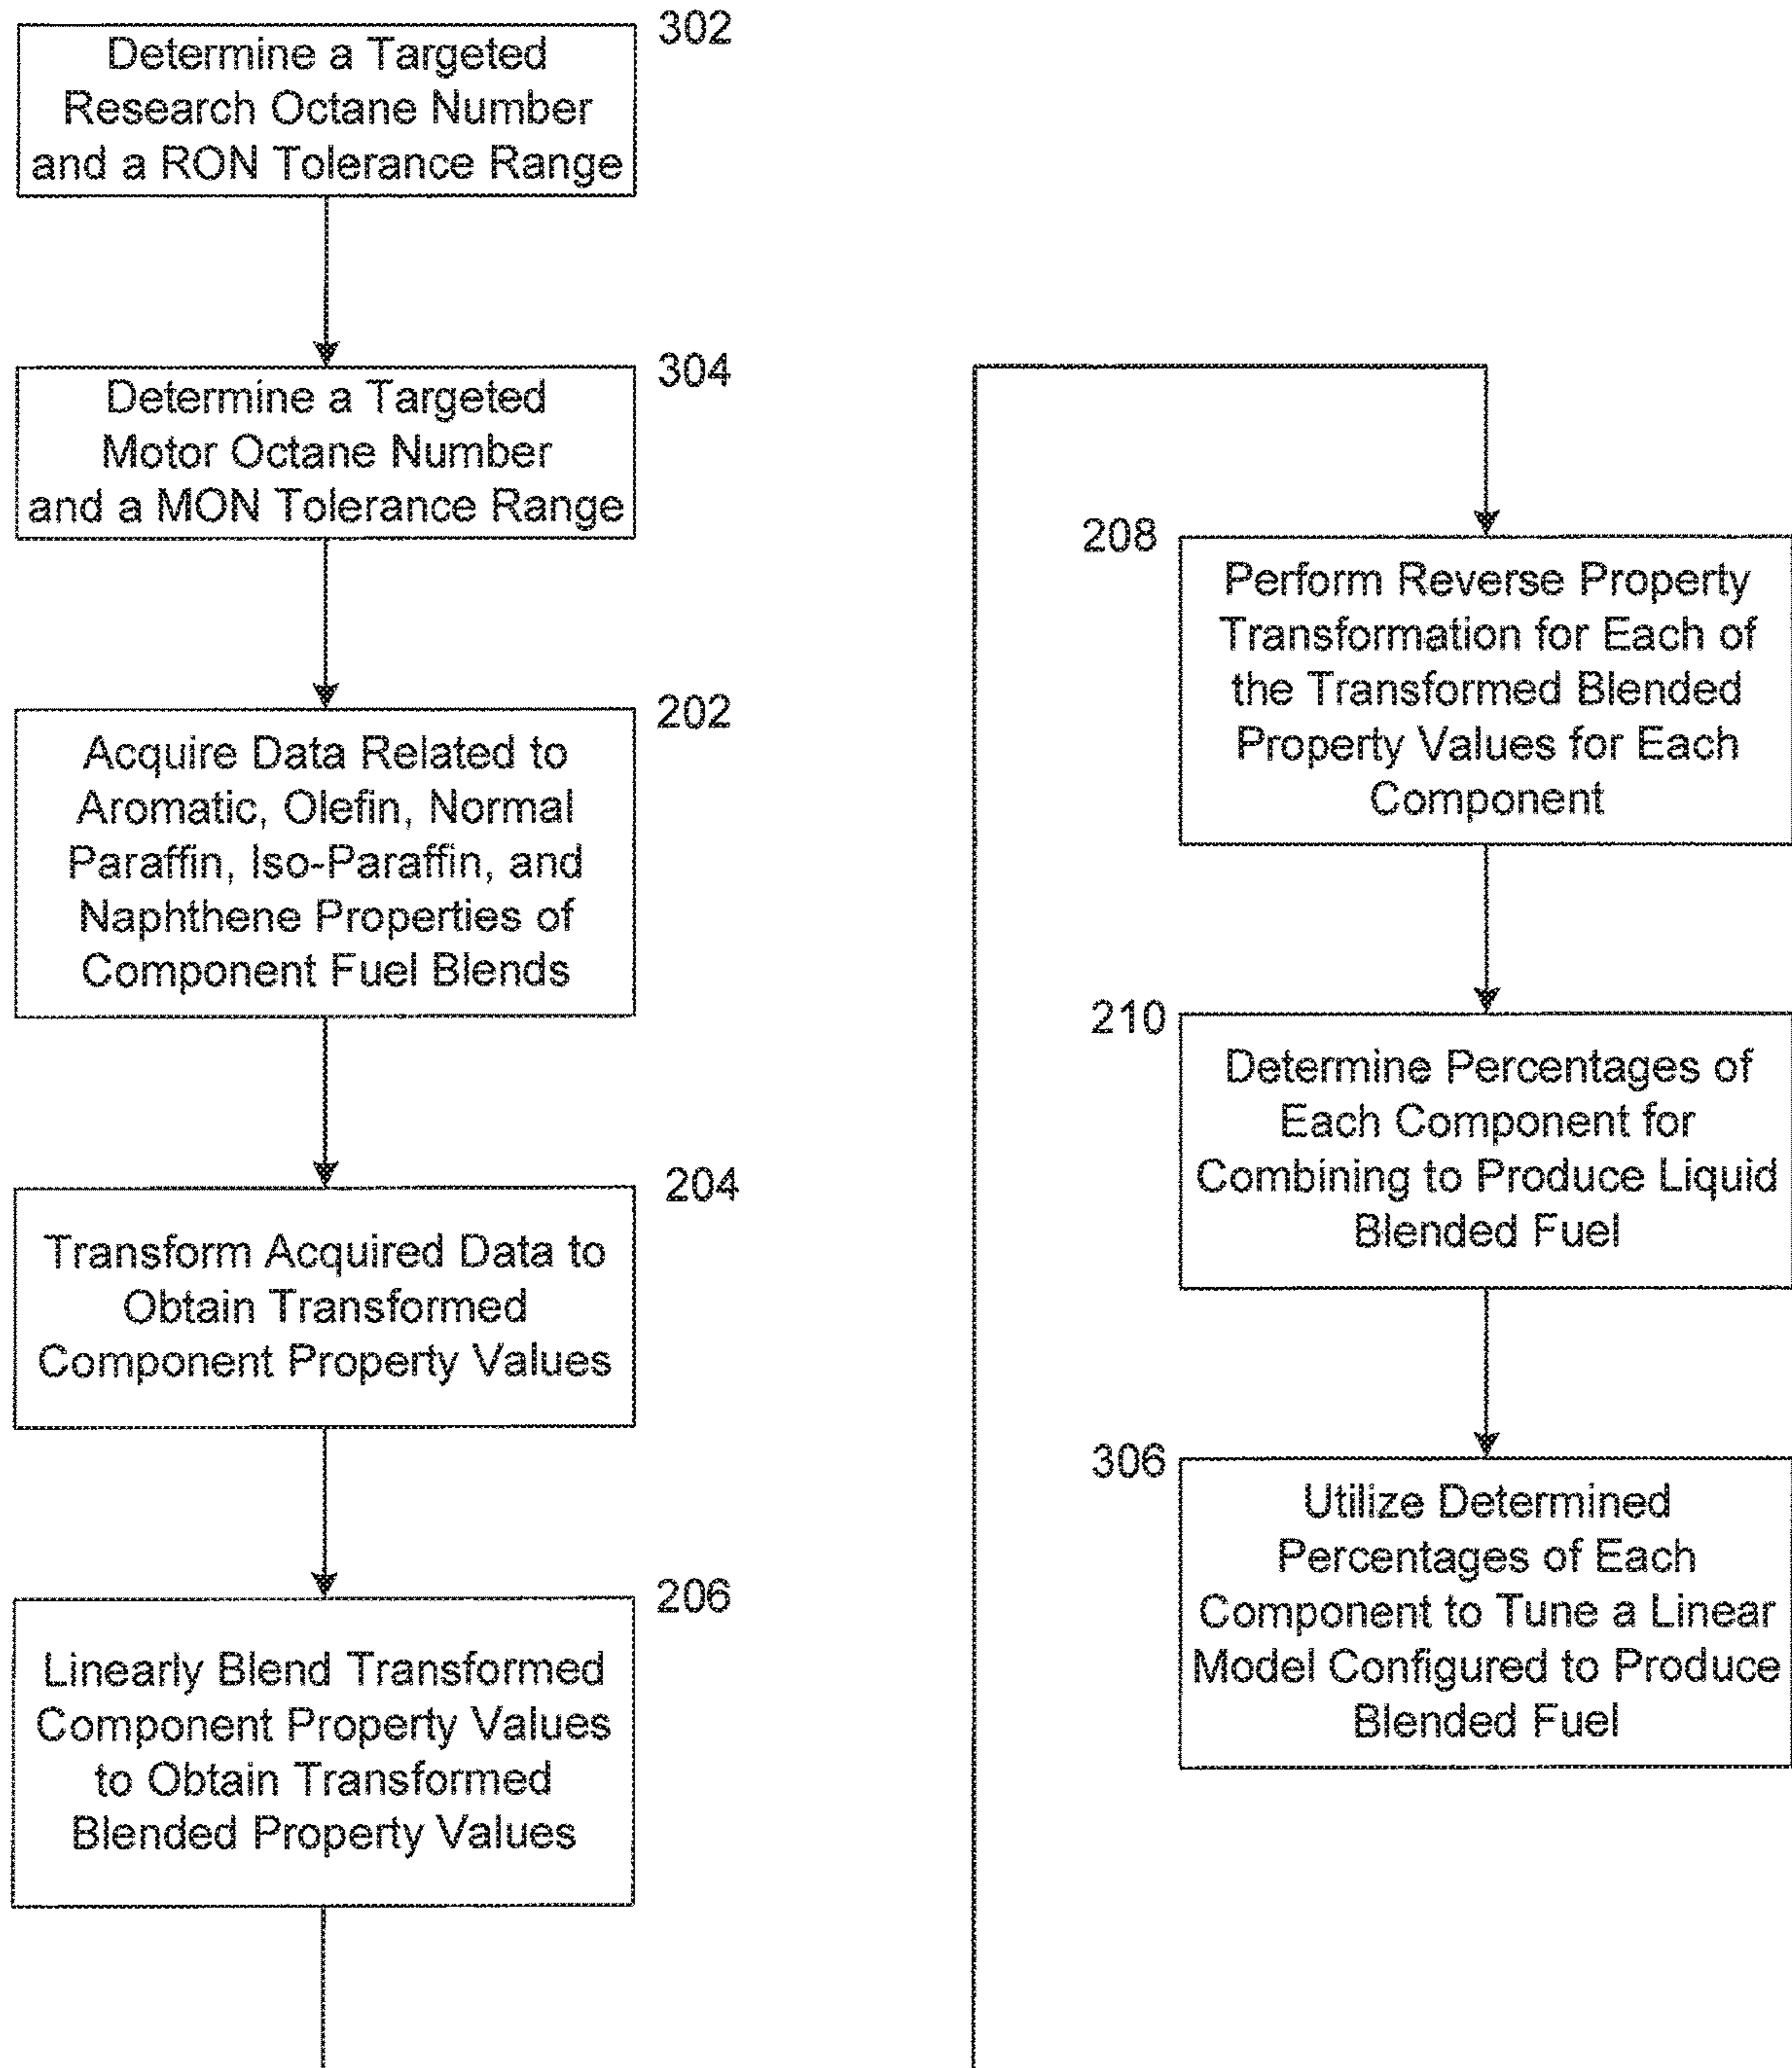 302
Determine a Targeted
Research Octane Number
and a RON Tolerance Range
304
Determine a Targeted
Motor Octane Number
and a MON Tolerance Range
202
Acquire Data Related to
Aromatic, Olefin, Normal
Paraffin, Iso-Paraffin, and
Naphthene Properties of
Component Fuel Blends
204
Transform Acquired Data to
Obtain Transformed
Component Property Values
206
Linearly Blend Transformed
Component Property Values
to Obtain Transformed
Blended Property Values
208
Perform Reverse Property
Transformation for Each of
the Transformed Blended
Property Values for Each
Component
210
Determine Percentages of
Each Component for
Combining to Produce Liquid
Blended Fuel
306
Utilize Determined
Percentages of Each
Component to Tune a Linear
Model Configured to Produce
Blended Fuel